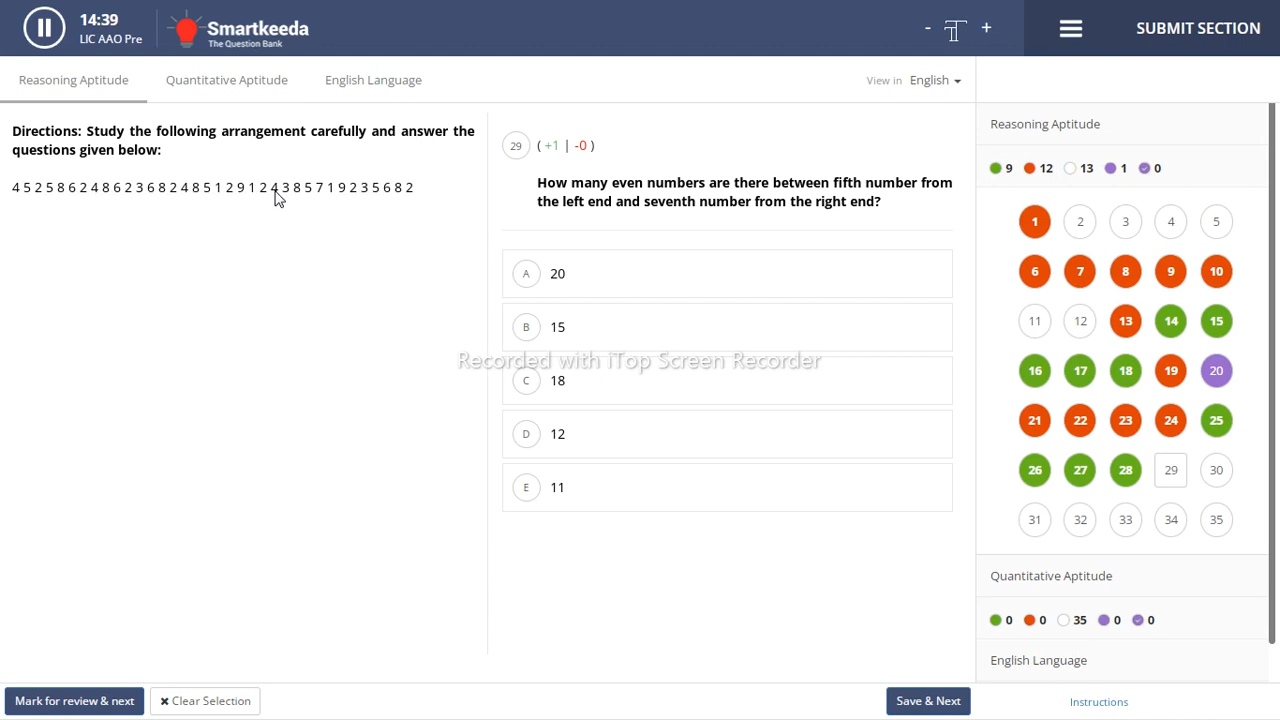 14:39
LIC AAO Pre
Smartkeeda
The Question Bank
- T +
SUBMIT SECTION
Reasoning Aptitude
Quantitative Aptitude
English Language
View in English
Directions: Study the following arrangement carefully and answer the
questions given below:
4 5 2 5 8 6 2 4 8 6 2 3 6 8 2 4 8 5 1 2 9 1 2 4 3 8 5 7 1 9 2 3 5 6 8 2
29 ( +1 | -0 )
How many even numbers are there between fifth number from
the left end and seventh number from the right end?
A 20
B 15
Recorded with iTop Screen Recorder
C 18
D 12
E 11
Reasoning Aptitude
9 12 13 1 0
1 2 3 4 5
6 7 8 9 10
11 12 13 14 15
16 17 18 19 20
21 22 23 24 25
26 27 28 29 30
31 32 33 34 35
Quantitative Aptitude
0 0 35 0 0
English Language
Mark for review & next
✖ Clear Selection
Save & Next
Instructions